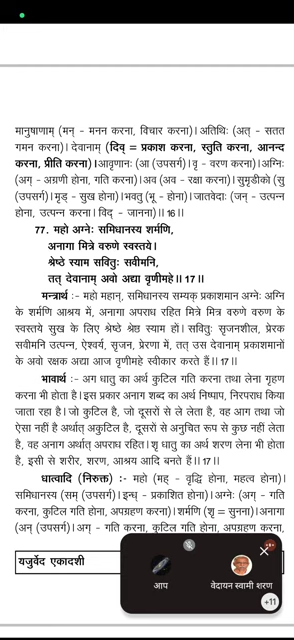 मानुषाणाम् (मन् - मनन करना, विचार करना)। अतिथिः (अत् - सतत
गमन करना)। देवानाम् (दिव् = प्रकाश करना, स्तुति करना, आनन्द
करना, प्रीति करना)।आवृणानः (आ (उपसर्ग)। वृ - वरण करना)।अग्निः
(अग् - अग्रणी होना, गति करना)।अव (अव - रक्षा करना)। सुमृडीको (सु
(उपसर्ग)। मृड् - सुख होना)।भवतु (भू - होना)।जातवेदाः (जन् - उत्पन्न
होना, उत्पन्न करना। विद् - जानना)॥16॥
77. महो अग्नेः समिधानस्य शर्मणि,
अनागा मित्रे वरुणे स्वस्तये।
श्रेष्ठे स्याम सवितुः सवीमनि,
तत् देवानाम् अवो अद्या वृणीमहे॥17॥
मन्त्रार्थ - महो महान्, समिधानस्य सम्यक् प्रकाशमान अग्नेः अग्नि
के शर्मणि आश्रय में, अनागा अपराध रहित मित्रे मित्र वरुणे वरुण के
स्वस्तये सुख के लिए श्रेष्ठे श्रेष्ठ स्याम हों। सवितुः सृजनशील, प्रेरक
सवीमनि उत्पन्न, ऐश्वर्य, सृजन, प्रेरणा में, तत् उस देवानाम् प्रकाशमानों
के अवो रक्षक अद्या आज वृणीमहे स्वीकार करते हैं॥17॥
भावार्थ - अग धातु का अर्थ कुटिल गति करना तथा लेना गृहण
करना भी होता है। इस प्रकार अनाग शब्द का अर्थ निष्पाप, निरपराध किया
जाता रहा है। जो कुटिल है, जो दूसरों से ले लेता है, वह आग तथा जो
ऐसा नहीं है अर्थात् अकुटिल है, दूसरों से अनुचित रूप से कुछ नहीं लेता
है, वह अनाग अर्थात् अपराध रहित। शृ धातु का अर्थ शरण लेना भी होता
है, इसी से शरीर, शरण, आश्रय आदि बनते हैं॥17॥
धात्वादि (निरुक्त) :- महो (मह् - वृद्धि होना, महत्व होना)।
समिधानस्य (सम् (उपसर्ग)। इन्ध् - प्रकाशित होना)।अग्नेः (अग् - गति
करना, कुटिल गति होना, अपग्रहण करना)। शर्मणि (शृ = सुनना)।अनागा
(अन् (उपसर्ग)। अग् - गति करना, कुटिल गति होना, अपग्रहण करना,
यजुर्वेद एकादशी
आप
वेदायन स्वामी शरण
+11